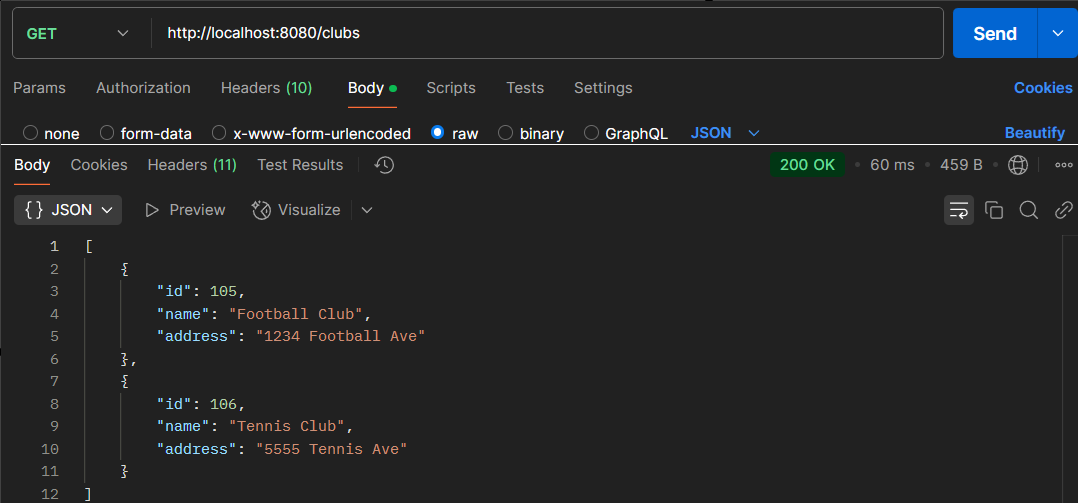 GET http://localhost:8080/clubs Send
Params Authorization Headers (10) Body Scripts Tests Settings Cookies
none form-data x-www-form-urlencoded raw binary GraphQL JSON Beautify
Body Cookies Headers (11) Test Results 200 OK 60 ms 459 B
{} JSON Preview Visualize
1 [
2 {
3 "id": 105,
4 "name": "Football Club",
5 "address": "1234 Football Ave"
6 },
7 {
8 "id": 106,
9 "name": "Tennis Club",
10 "address": "5555 Tennis Ave"
11 }
12 ]